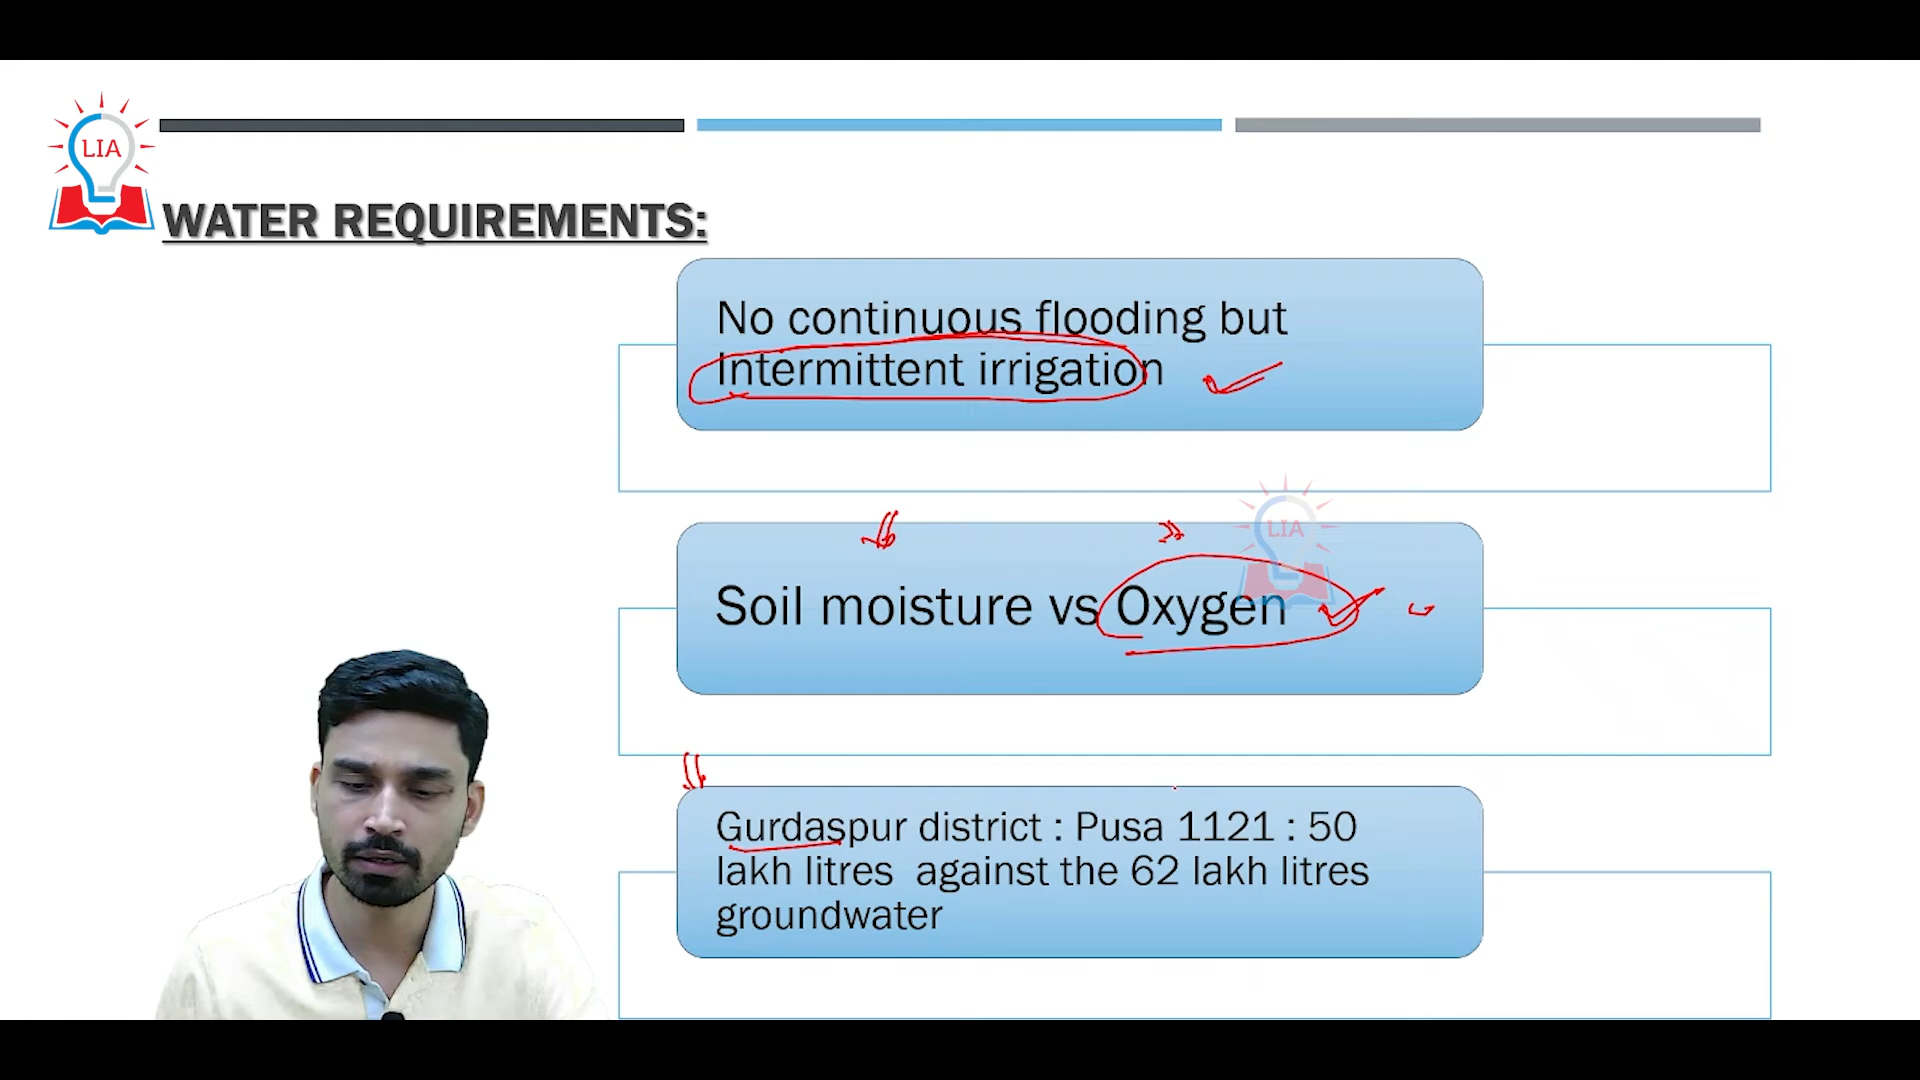 LIA
WATER REQUIREMENTS:
No continuous flooding but
Intermittent irrigation
LIA
Soil moisture vs Oxygen
Gurdaspur district : Pusa 1121 : 50
lakh litres against the 62 lakh litres
groundwater